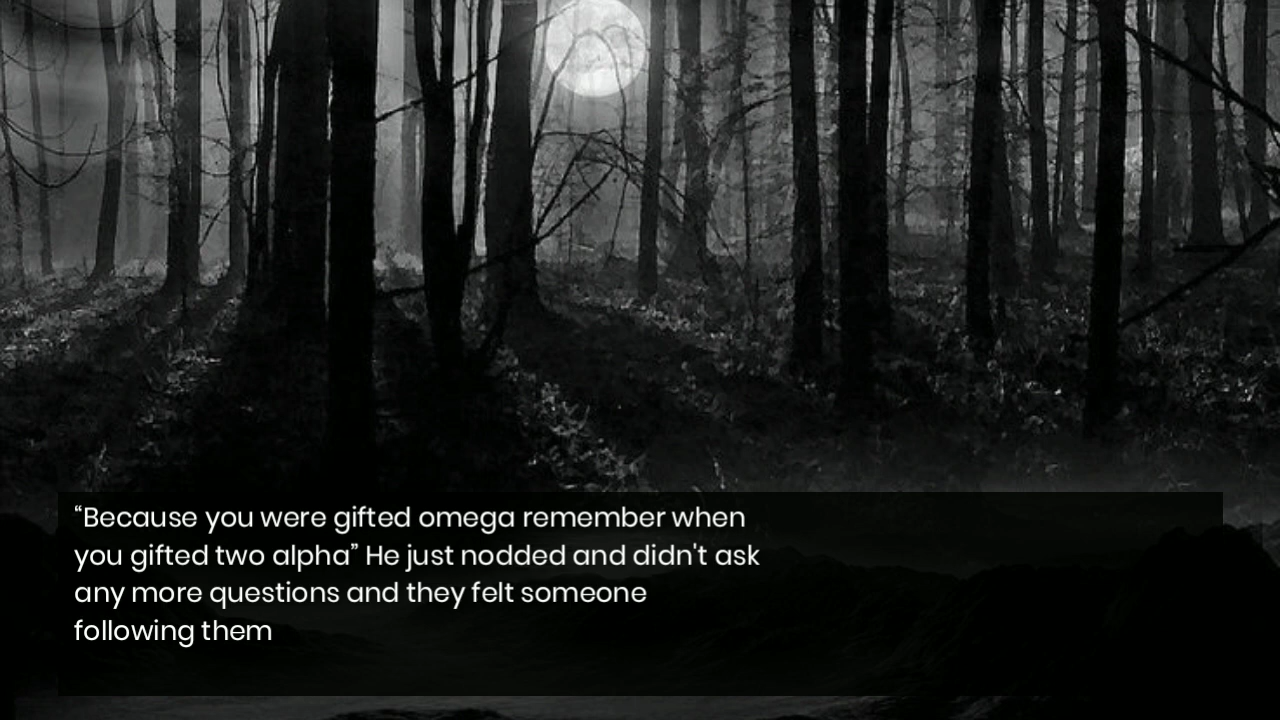 “Because you were gifted omega remember when
you gifted two alpha” He just nodded and didn't ask
any more questions and they felt someone
following them